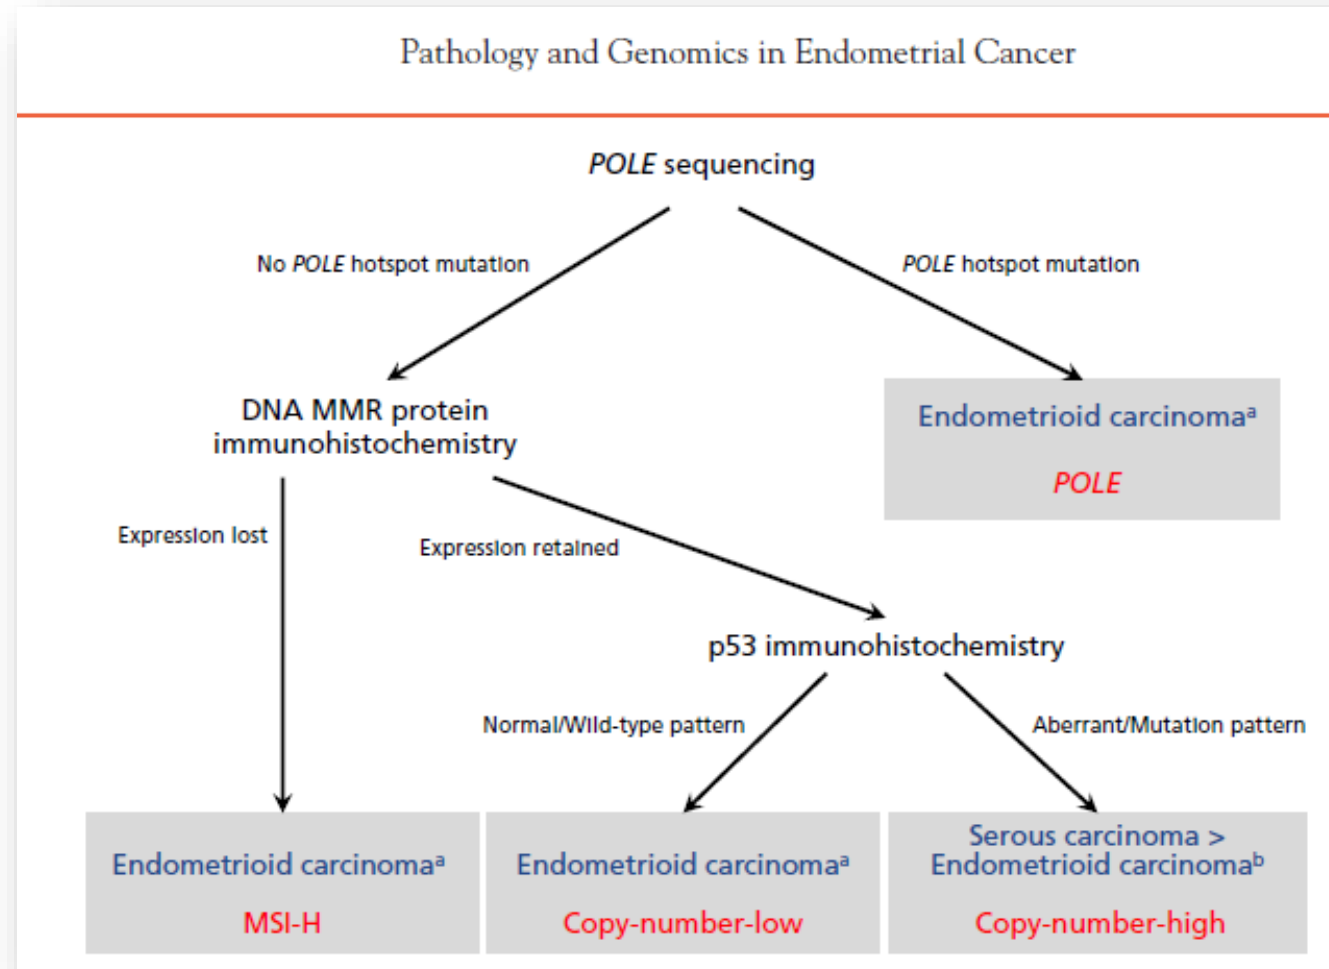 Pathology and Genomics in Endometrial Cancer
POLE sequencing
No POLE hotspot mutation
POLE hotspot mutation
DNA MMR protein
immunohistochemistry
Endometrioid carcinomaᵃ
POLE
Expression lost
Expression retained
p53 immunohistochemistry
Normal/Wild-type pattern
Aberrant/Mutation pattern
Endometrioid carcinomaᵃ
MSI-H
Endometrioid carcinomaᵃ
Copy-number-low
Serous carcinoma >
Endometrioid carcinomaᵇ
Copy-number-high